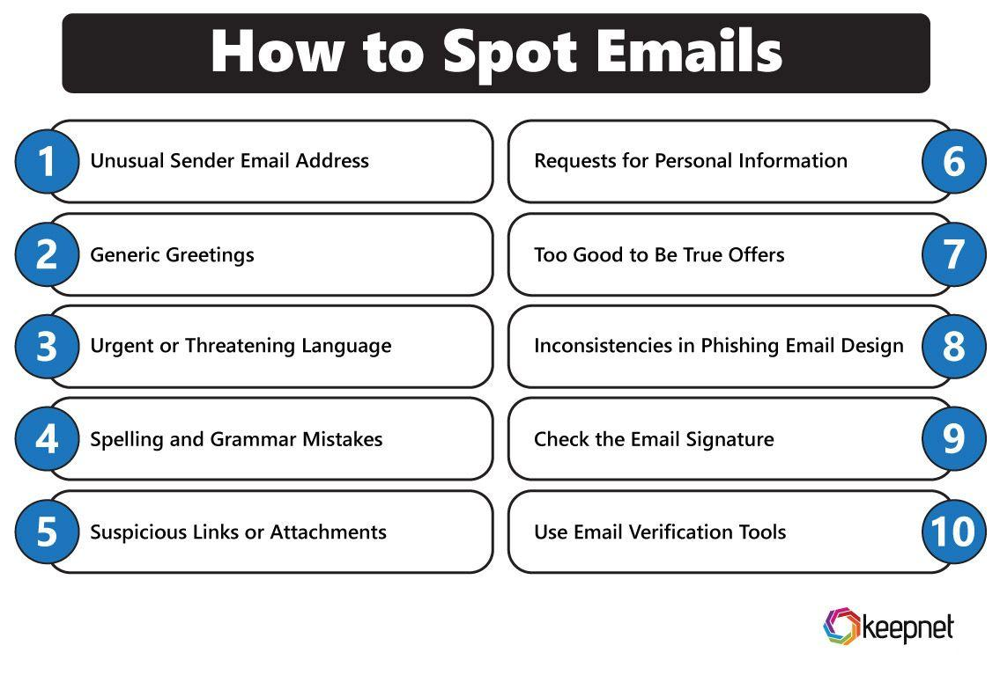 How to Spot Emails
1
Unusual Sender Email Address
2
Generic Greetings
3
Urgent or Threatening Language
4
Spelling and Grammar Mistakes
5
Suspicious Links or Attachments
Requests for Personal Information
6
Too Good to Be True Offers
7
Inconsistencies in Phishing Email Design
8
Check the Email Signature
9
Use Email Verification Tools
10
keepnet